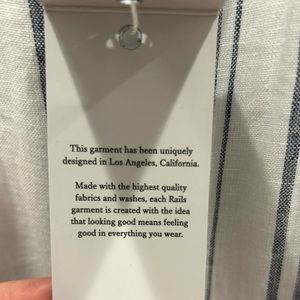 This garment has been uniquely
designed in Los Angeles, California.
Made with the highest quality
fabrics and washes, each Rails
garment is created with the idea
that looking good means feeling
good in everything you wear.